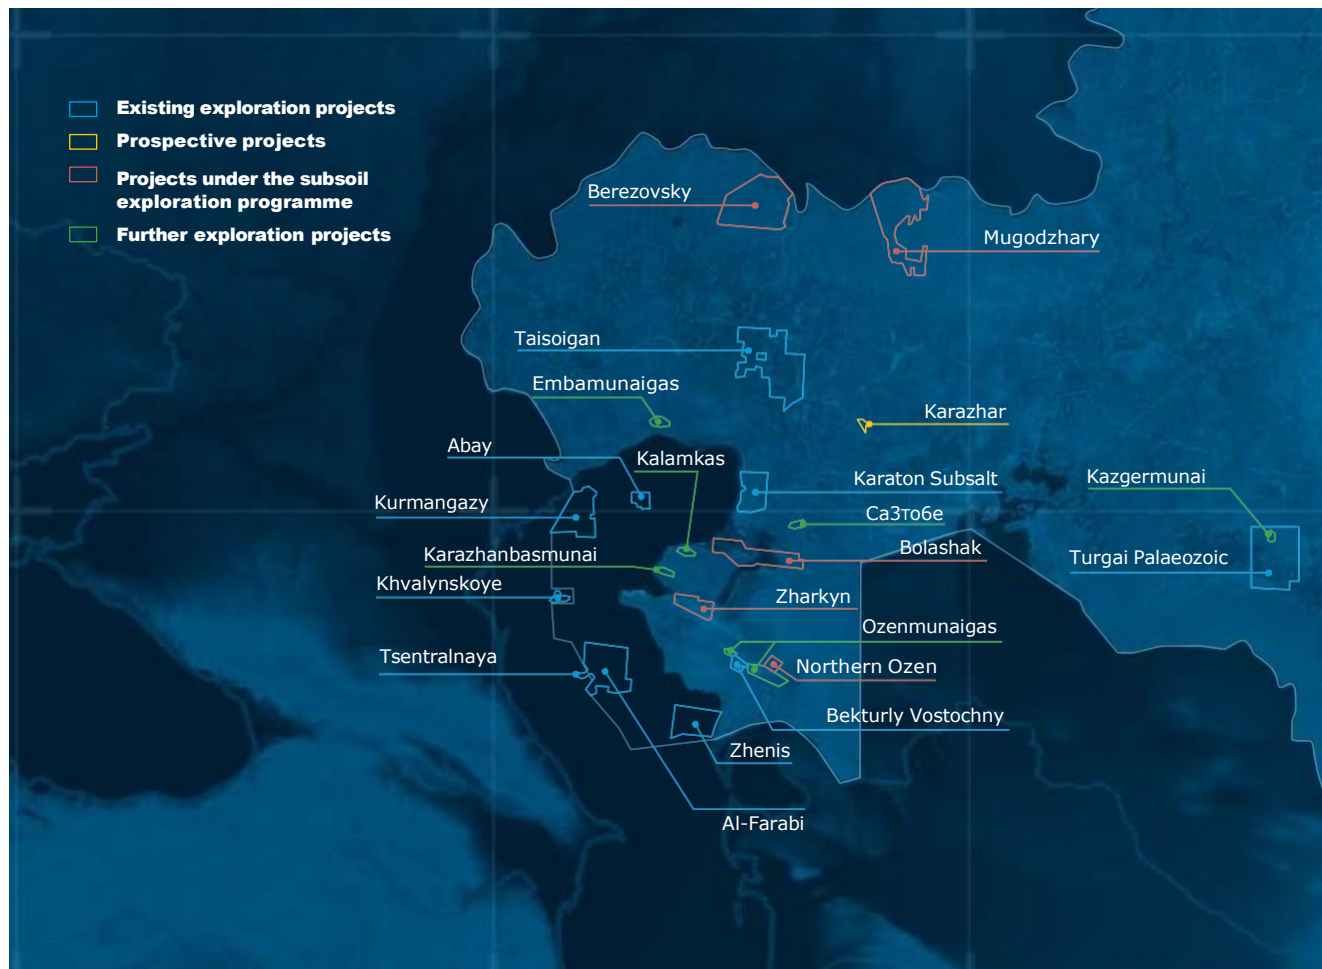 Existing exploration projects
Prospective projects
Projects under the subsoil
exploration programme
Further exploration projects
Berezovsky
Mugodzhary
Taisoigan
Embamunaigas
Karazhar
Abay
Kalamkas
Karaton Subsalt
Kazgermunai
Kurmangazy
Са3тобе
Karazhanbasmunai
Bolashak
Turgai Palaeozoic
Khvalynskoye
Zharkyn
Ozenmunaigas
Tsentralnaya
Northern Ozen
Bekturly Vostochny
Zhenis
Al-Farabi